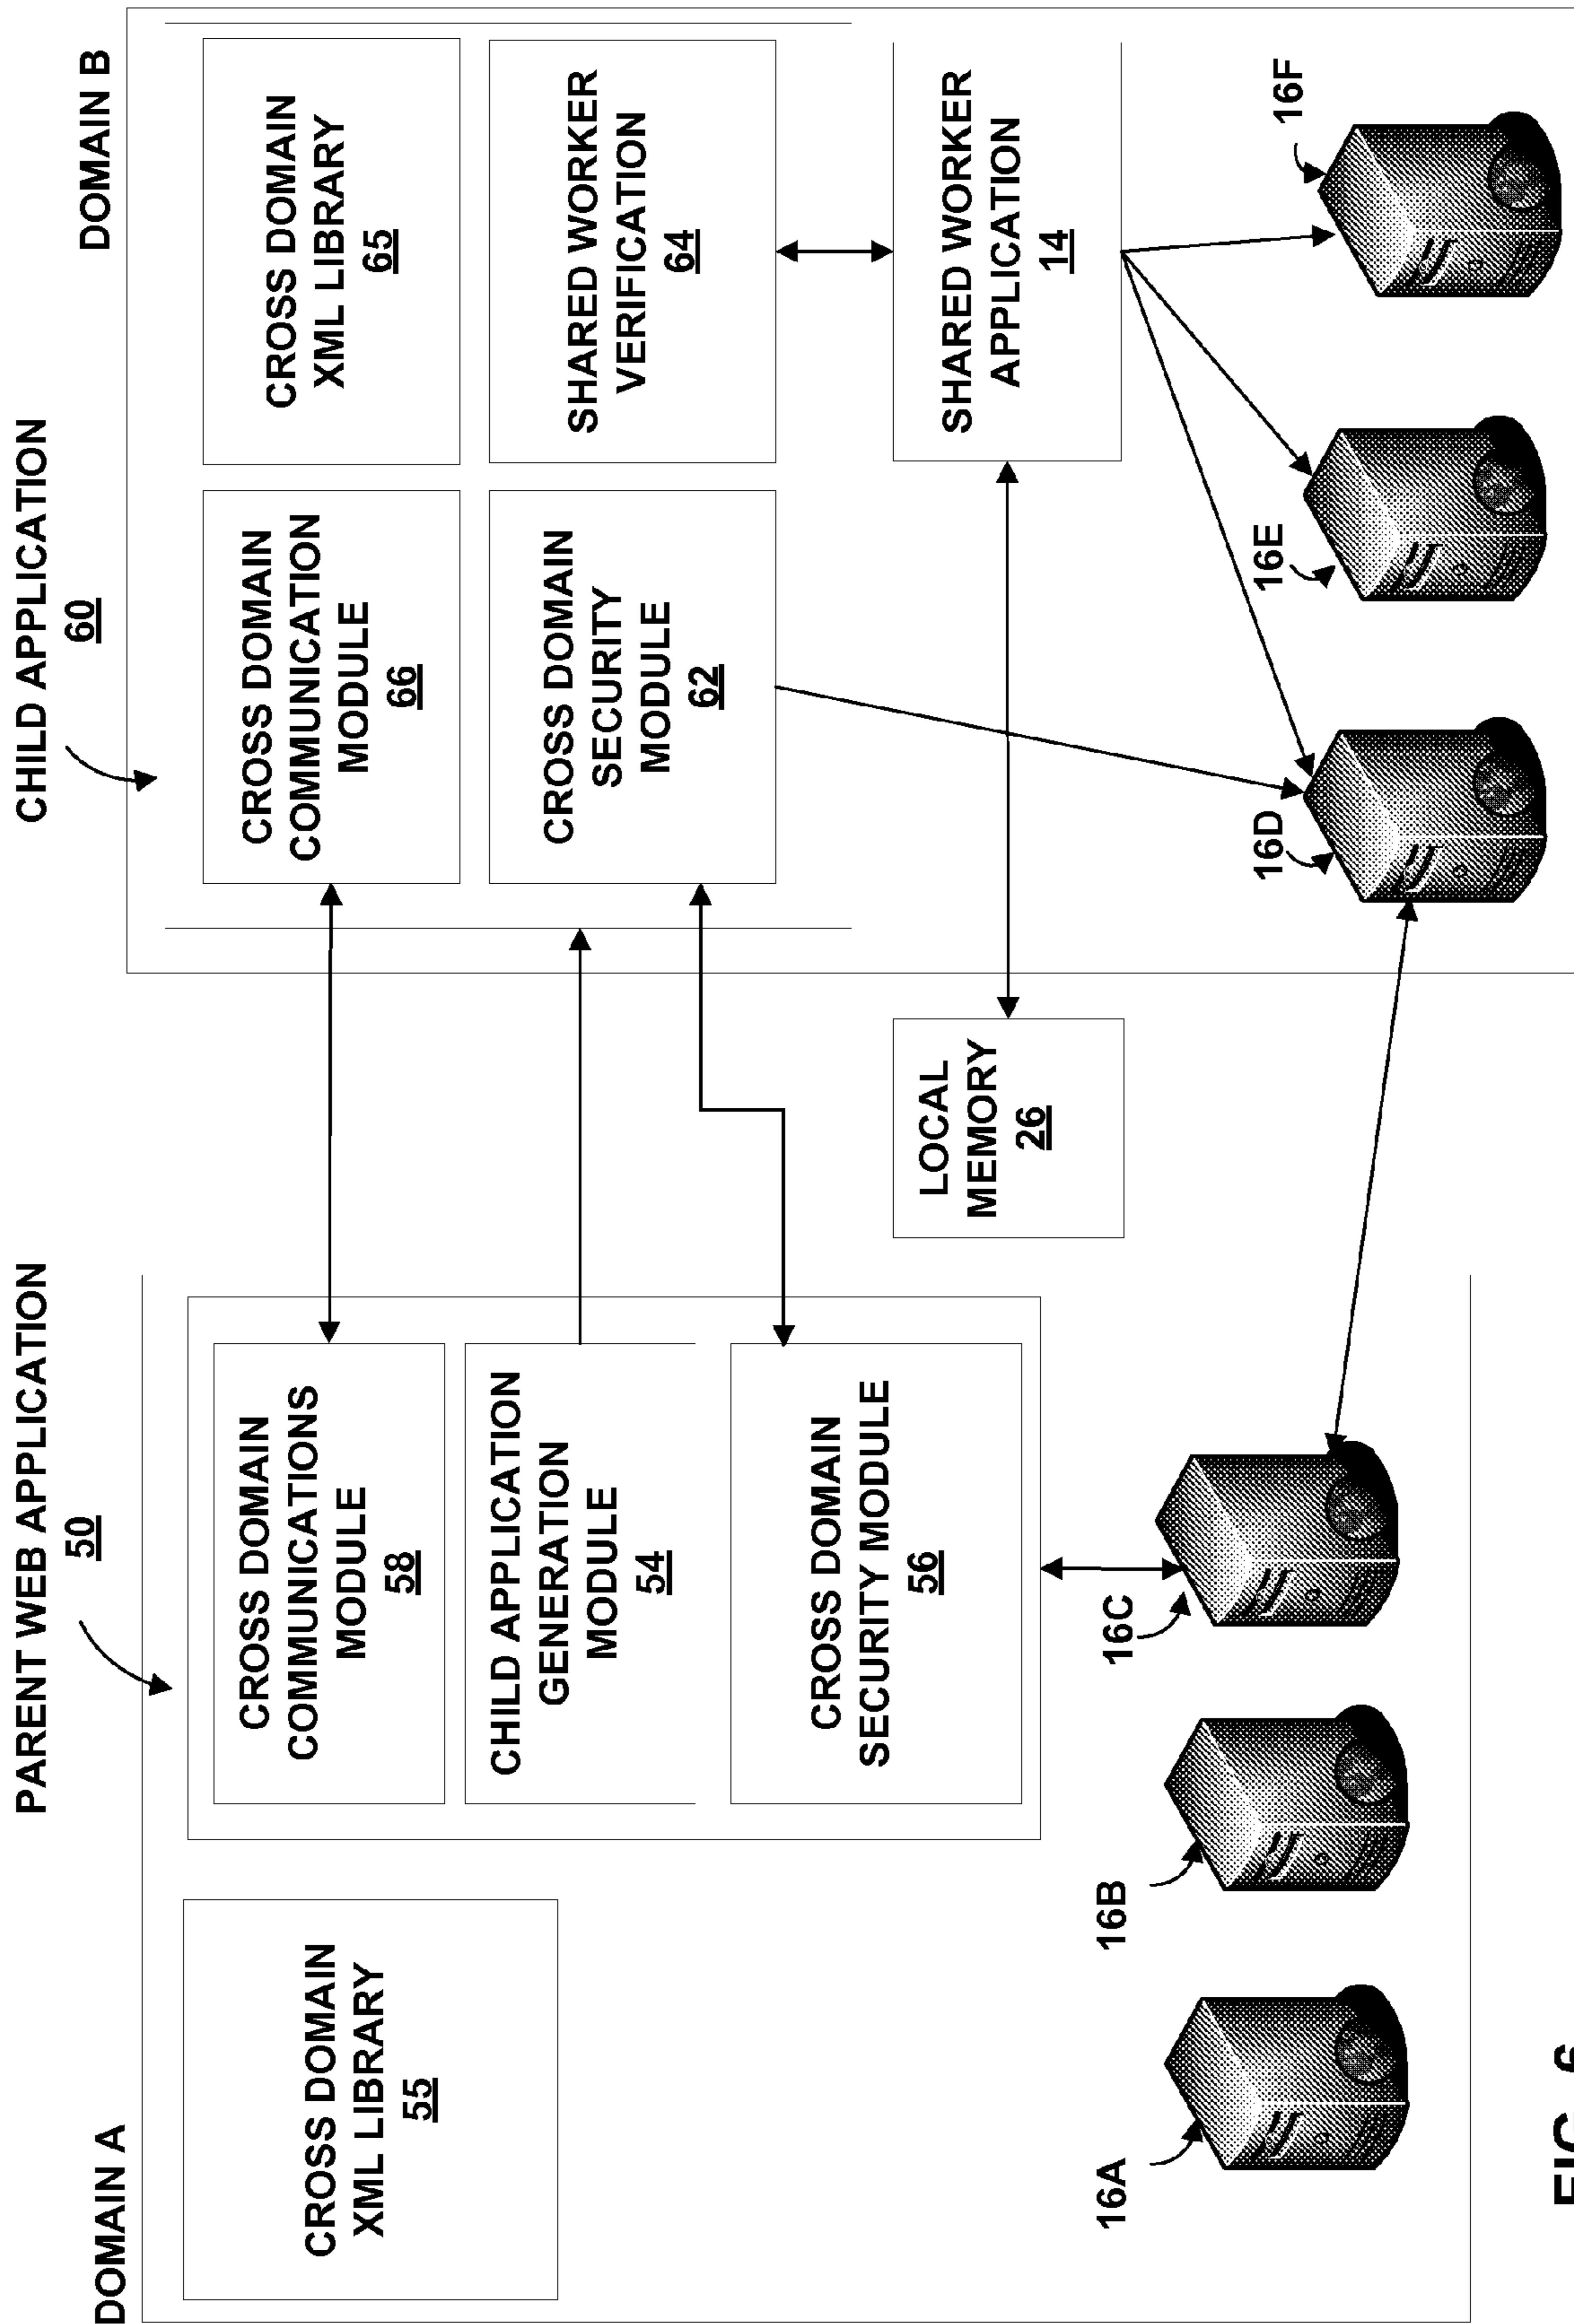 DOMAIN A
PARENT WEB APPLICATION
50
CHILD APPLICATION
60
DOMAIN B
CROSS DOMAIN
XML LIBRARY
55
CROSS DOMAIN
COMMUNICATIONS
MODULE
58
CHILD APPLICATION
GENERATION
MODULE
54
CROSS DOMAIN
SECURITY MODULE
56
16A
16B
16C
LOCAL
MEMORY
26
CROSS DOMAIN
COMMUNICATION
MODULE
66
CROSS DOMAIN
XML LIBRARY
65
CROSS DOMAIN
SECURITY
MODULE
62
SHARED WORKER
VERIFICATION
64
SHARED WORKER
APPLICATION
14
16D
16E
16F
FIG. 6